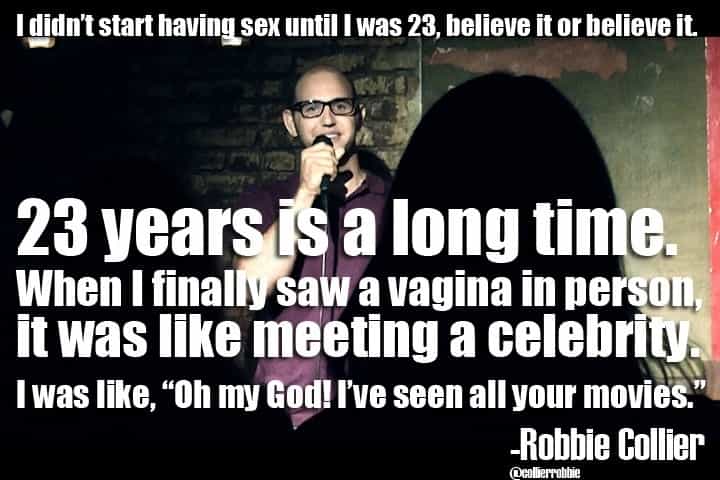 I didn't start having sex until I was 23, believe it or believe it.
23 years is a long time.
When I finally saw a vagina in person,
it was like meeting a celebrity.
I was like, “Oh my God! I've seen all your movies.”
-Robbie Collier
@collierrobbie